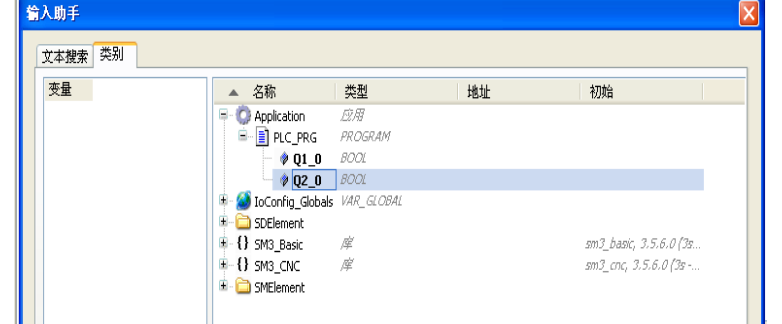 输入助手
文本搜索 类别
变量
名称 类型 地址 初始
Application 应用
PLC_PRG PROGRAM
Q1_0 BOOL
Q2_0 BOOL
IoConfig_Globals VAR_GLOBAL
SDElement
{} SM3_Basic 库 sm3_basic, 3.5.6.0 (3s...
{} SM3_CNC 库 sm3_cnc, 3.5.6.0 (3s -...
SMElement